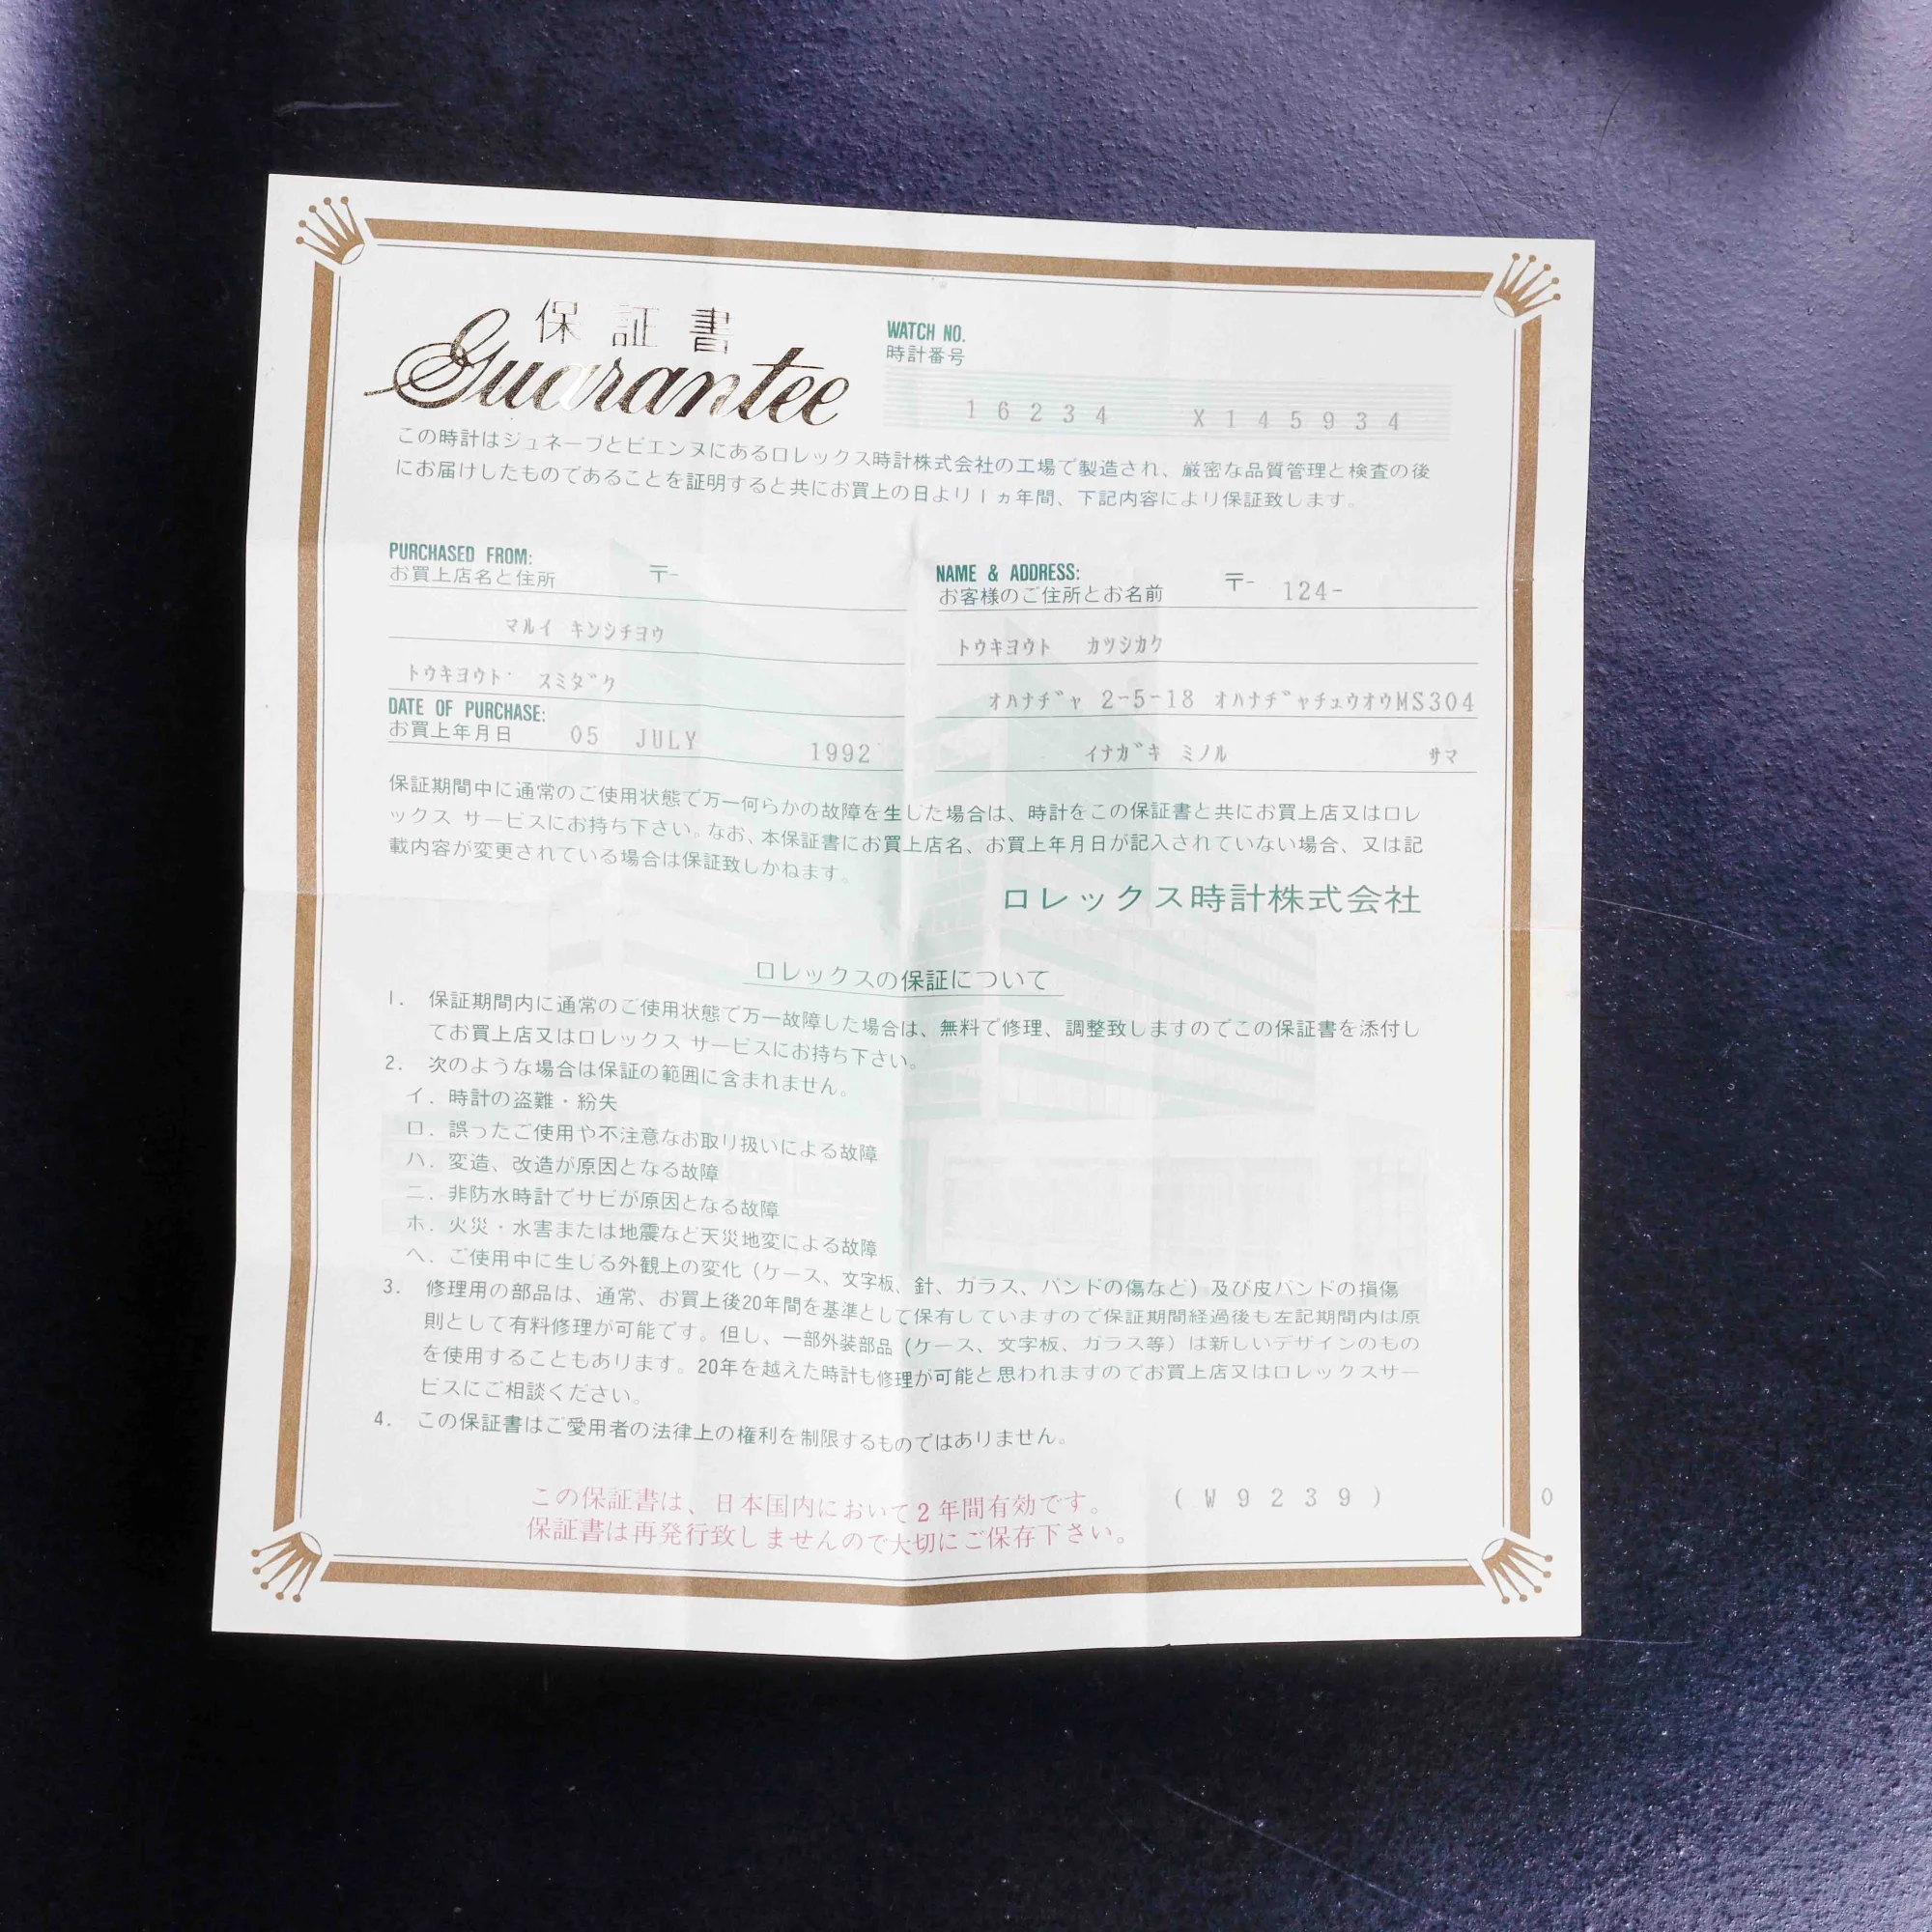 保証書
Guarantee
WATCH NO.
時計番号
16234 X145934
この時計はジュネーブとビエンヌにあるロレックス時計株式会社の工場で製造され、厳密な品質管理と検査の後
にお届けしたものであることを証明すると共にお買上の日より1ヵ年間、下記内容により保証致します。
PURCHASED FROM:
お買上店名と住所 〒-
マルイ キンシチヨウ
トウキヨウト スミダク
DATE OF PURCHASE:
お買上年月日 05 JULY 1992
NAME & ADDRESS:
お客様のご住所とお名前 〒- 124-
トウキヨウト カツシカク
オハナヂャ 2-5-18 オハナヂャチュウオウMS304
イナガキ ミノル サマ
保証期間中に通常のご使用状態で万一何らかの故障を生じた場合は、時計をこの保証書と共にお買上店又はロレ
ックス サービスにお持ち下さい。なお、本保証書にお買上店名、お買上年月日が記入されていない場合、又は記
載内容が変更されている場合は保証致しかねます。
ロレックス時計株式会社
ロレックスの保証について
1. 保証期間内に通常のご使用状態で万一故障した場合は、無料で修理、調整致しますのでこの保証書を添付し
てお買上店又はロレックス サービスにお持ち下さい。
2. 次のような場合は保証の範囲に含まれません。
イ. 時計の盗難・紛失
ロ. 誤ったご使用や不注意なお取り扱いによる故障
ハ. 変造、改造が原因となる故障
ニ. 非防水時計でサビが原因となる故障
ホ. 火災・水害または地震など天災地変による故障
ヘ. ご使用中に生じる外観上の変化（ケース、文字板、針、ガラス、バンドの傷など）及び皮バンドの損傷
3. 修理用の部品は、通常、お買上後20年間を基準として保有していますので保証期間経過後も左記期間内は原
則として有料修理が可能です。但し、一部外装部品（ケース、文字板、ガラス等）は新しいデザインのもの
を使用することもあります。20年を越えた時計も修理が可能と思われますのでお買上店又はロレックスサー
ビスにご相談ください。
4. この保証書はご愛用者の法律上の権利を制限するものではありません。
この保証書は、日本国内において2年間有効です。
保証書は再発行致しませんので大切にご保存下さい。
(W9239) 0